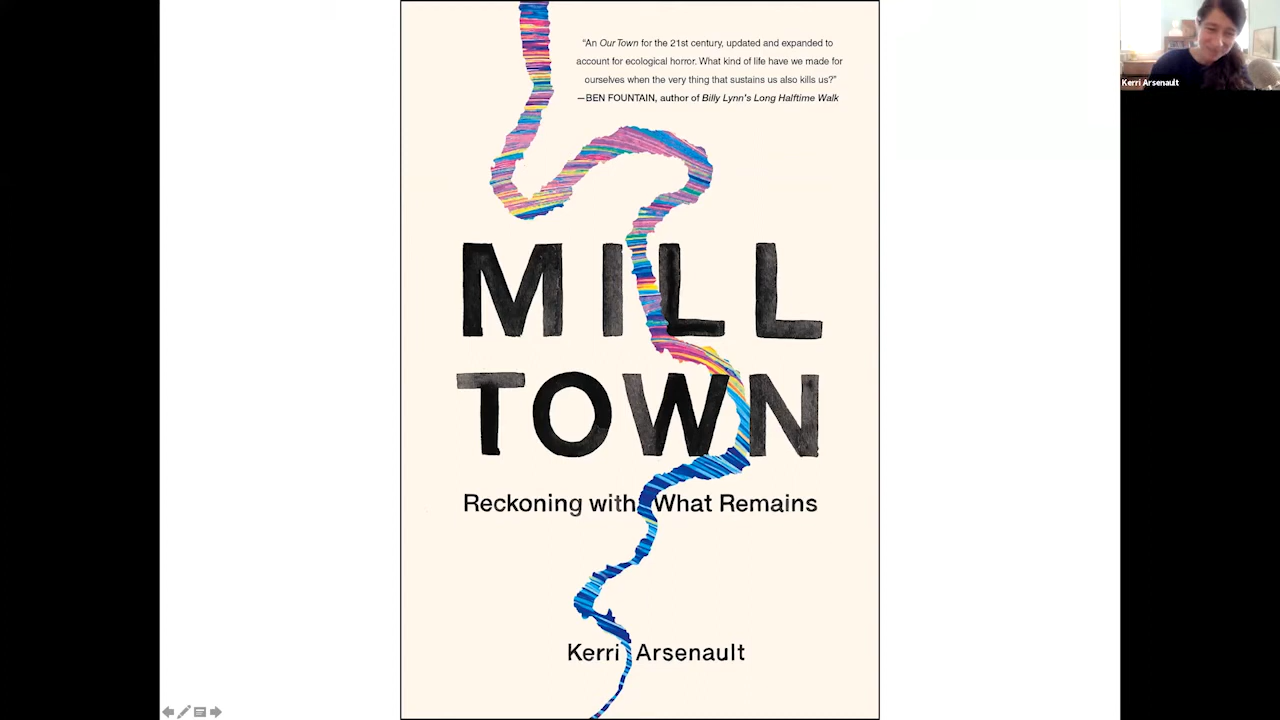 “An Our Town for the 21st century, updated and expanded to
account for ecological horror. What kind of life have we made for
ourselves when the very thing that sustains us also kills us?”
—BEN FOUNTAIN, author of Billy Lynn’s Long Halftime Walk
MILL
TOWN
Reckoning with What Remains
Kerri Arsenault
Kerri Arsenault